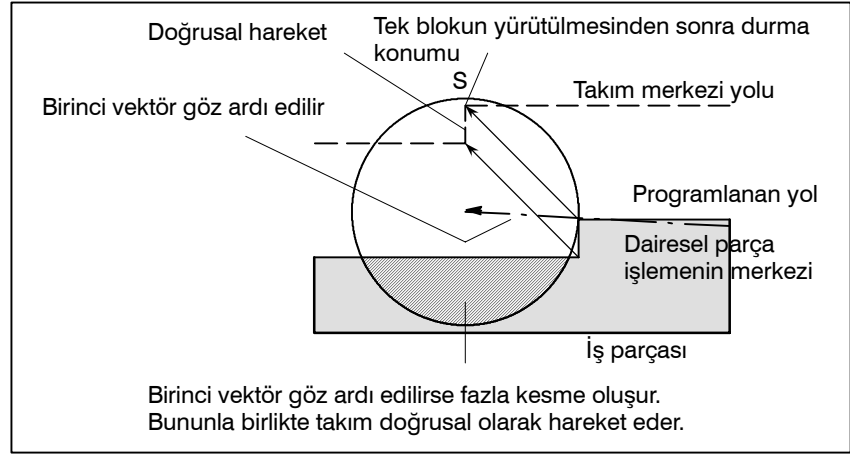 Doğrusal hareket
Tek blokun yürütülmesinden sonra durma
konumu
S
Takım merkezi yolu
Birinci vektör göz ardı edilir
Programlanan yol
Dairesel parça
işlemenin merkezi
İş parçası
Birinci vektör göz ardı edilirse fazla kesme oluşur.
Bununla birlikte takım doğrusal olarak hareket eder.